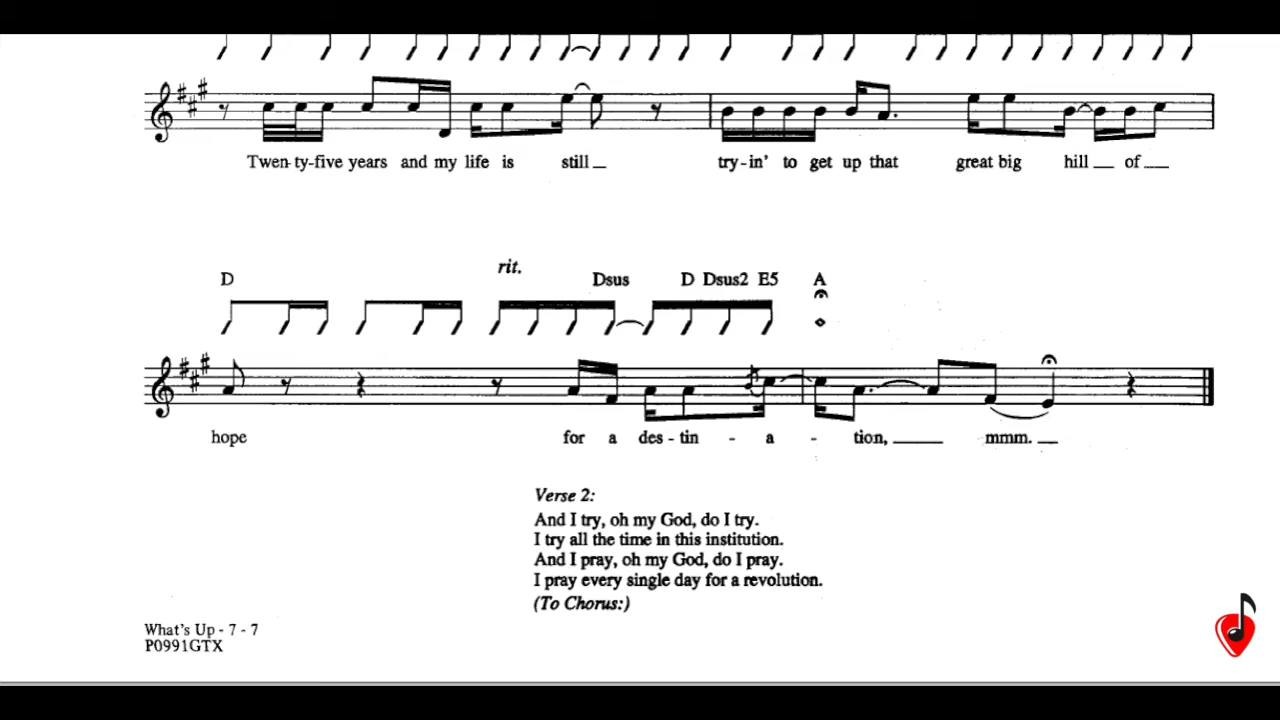 Twen-ty-five years and my life is still try-in' to get up that great big hill of
rit.
D Dsus D Dsus2 E5 A
hope for a des - tin - a - tion, mmm.
Verse 2:
And I try, oh my God, do I try.
I try all the time in this institution.
And I pray, oh my God, do I pray.
I pray every single day for a revolution.
(To Chorus:)
What's Up - 7 - 7
P0991GTX